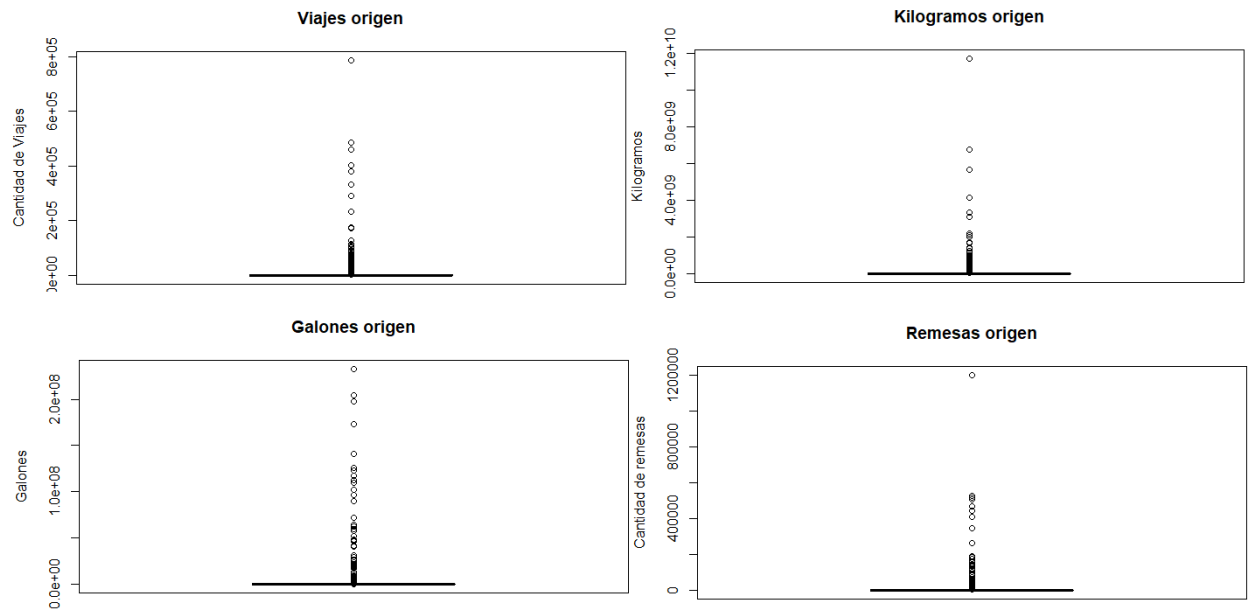 Viajes origen
Cantidad de Viajes
8e+05
6e+05
4e+05
2e+05
0e+00
Kilogramos origen
Kilogramos
1.2e+10
8.0e+09
4.0e+09
0.0e+00
Galones origen
Galones
2.0e+08
1.0e+08
0.0e+00
Remesas origen
Cantidad de remesas
1200000
800000
400000
0